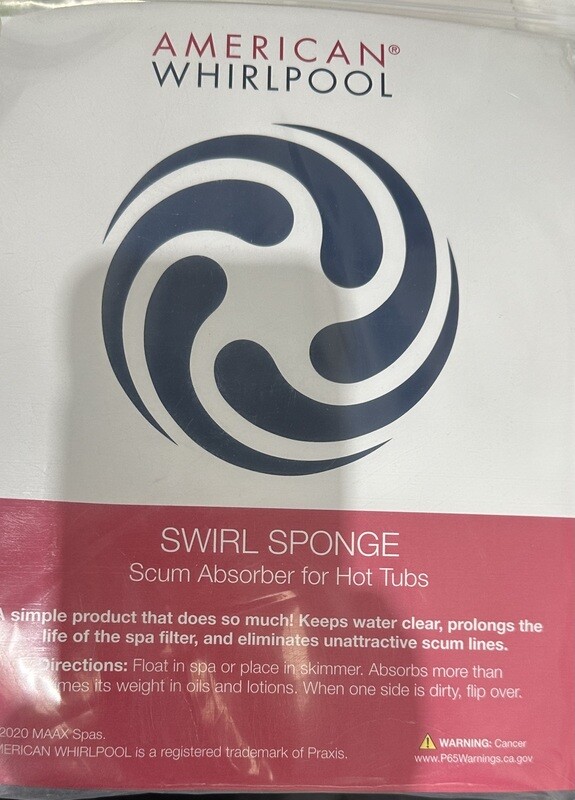 AMERICAN®
WHIRLPOOL
SWIRL SPONGE
Scum Absorber for Hot Tubs
A simple product that does so much! Keeps water clear, prolongs the
life of the spa filter, and eliminates unattractive scum lines.
Directions: Float in spa or place in skimmer. Absorbs more than
its weight in oils and lotions. When one side is dirty, flip over.
2020 MAAX Spas.
MERICAN WHIRLPOOL is a registered trademark of Praxis.
WARNING: Cancer
www.P65Warnings.ca.gov